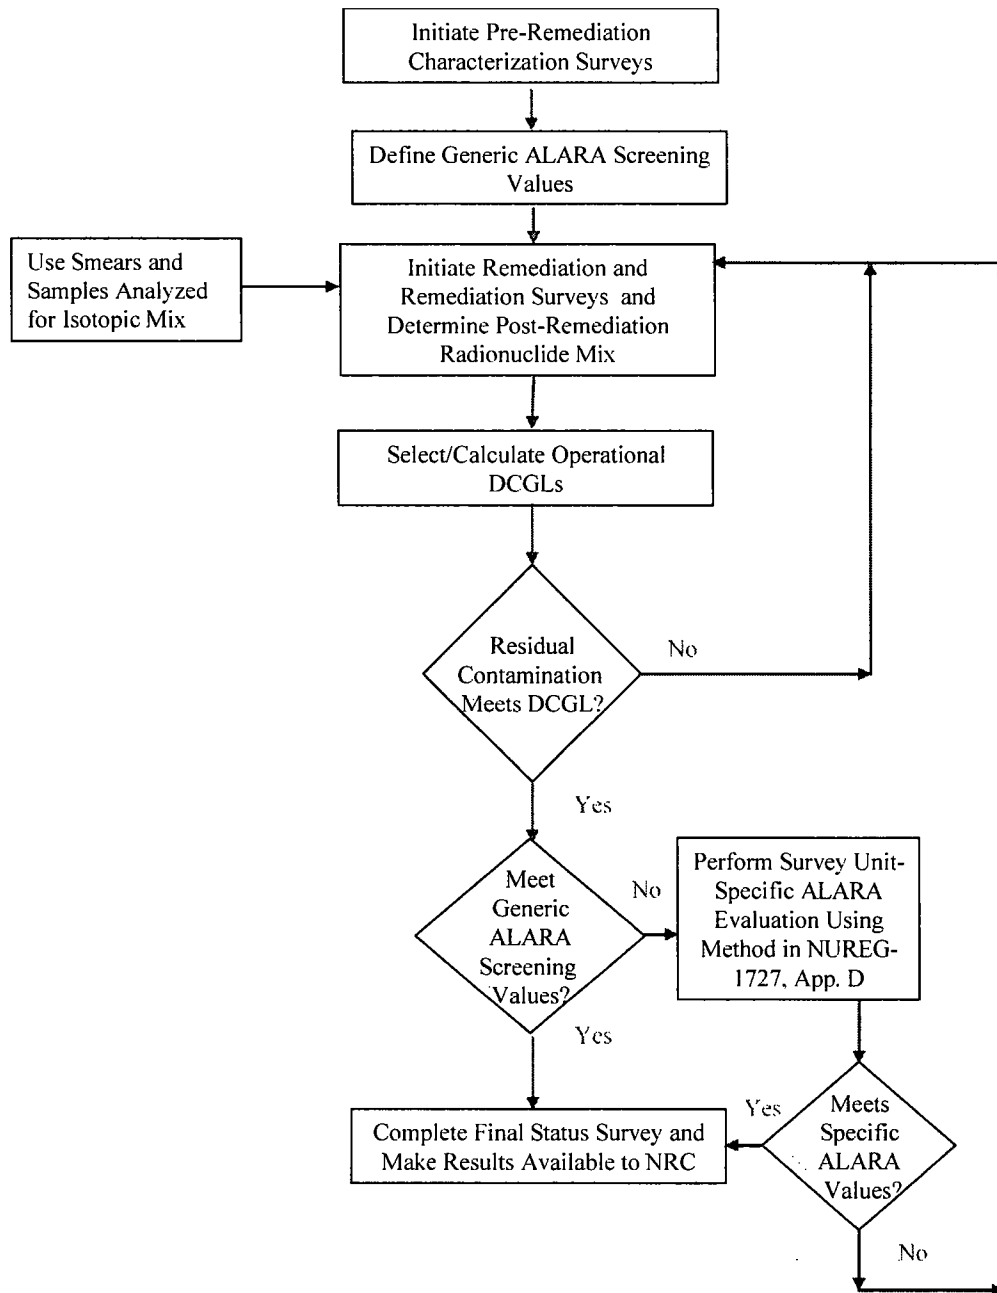 Initiate Pre-Remediation
Characterization Surveys
Define Generic ALARA Screening
Values
Use Smears and
Samples Analyzed
for Isotopic Mix
Initiate Remediation and
Remediation Surveys and
Determine Post-Remediation
Radionuclide Mix
Select/Calculate Operational
DCGLs
Residual
Contamination
Meets DCGL?
No
Yes
Meet
Generic
ALARA
Screening
Values?
No
Perform Survey Unit-
Specific ALARA
Evaluation Using
Method in NUREG-
1727, App. D
Yes
Complete Final Status Survey and
Make Results Available to NRC
Yes
Meets
Specific
ALARA
Values?
No